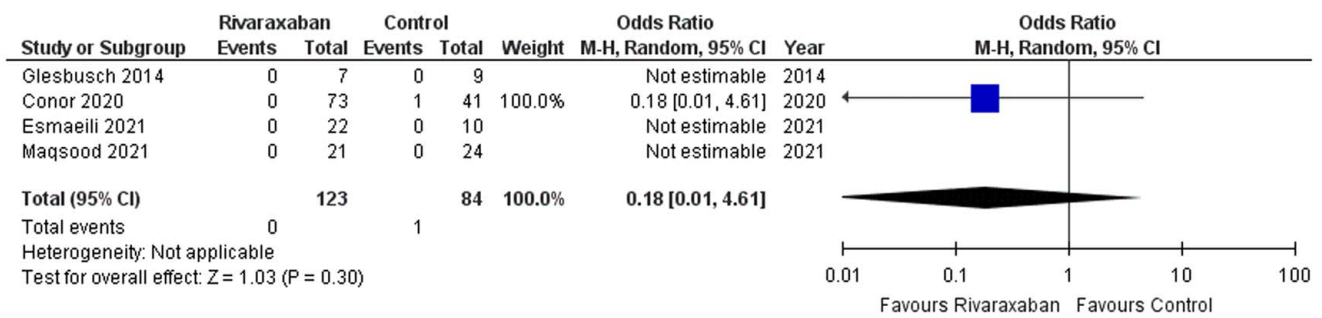 Rivaraxaban Control Odds Ratio Odds Ratio
Study or Subgroup Events Total Events Total Weight M-H, Random, 95% CI Year M-H, Random, 95% CI
Glesbusch 2014 0 7 0 9 Not estimable 2014
Conor 2020 0 73 1 41 100.0% 0.18 [0.01, 4.61] 2020
Esmaeili 2021 0 22 0 10 Not estimable 2021
Maqsood 2021 0 21 0 24 Not estimable 2021
Total (95% CI) 123 84 100.0% 0.18 [0.01, 4.61]
Total events 0 1
Heterogeneity: Not applicable
Test for overall effect: Z = 1.03 (P = 0.30)
0.01 0.1 1 10 100
Favours Rivaraxaban Favours Control